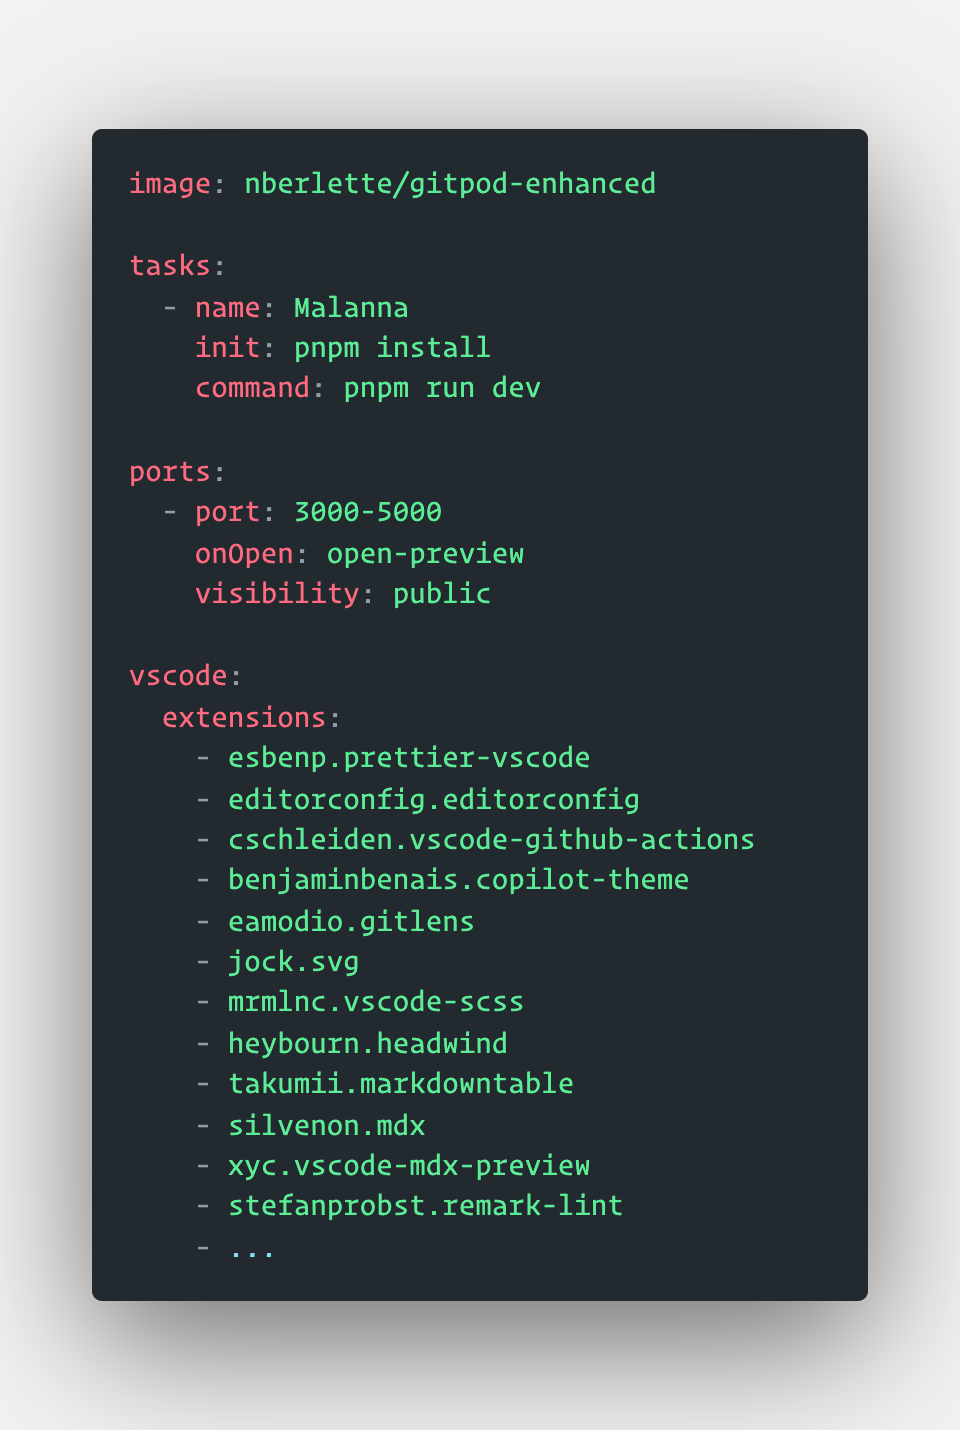 image: nberlette/gitpod-enhanced

tasks:
  - name: Malanna
    init: pnpm install
    command: pnpm run dev

ports:
  - port: 3000-5000
    onOpen: open-preview
    visibility: public

vscode:
  extensions:
    - esbenp.prettier-vscode
    - editorconfig.editorconfig
    - cschleiden.vscode-github-actions
    - benjaminbenais.copilot-theme
    - eamodio.gitlens
    - jock.svg
    - mrmlnc.vscode-scss
    - heybourn.headwind
    - takumii.markdowntable
    - silvenon.mdx
    - xyc.vscode-mdx-preview
    - stefanprobst.remark-lint
    - ...